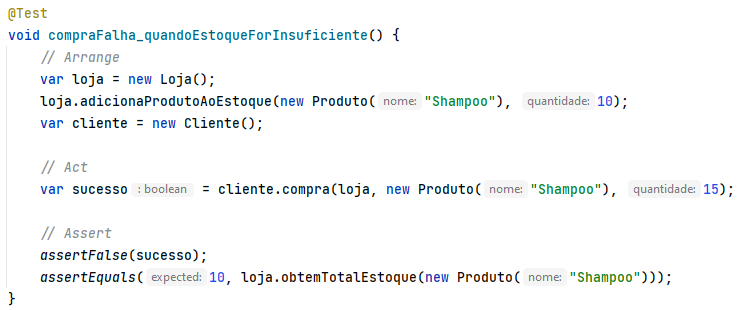 @Test
void compraFalha_quandoEstoqueForInsuficiente() {
// Arrange
var loja = new Loja();
loja.adicionaProdutoAoEstoque(new Produto( nome: "Shampoo"), quantidade: 10);
var cliente = new Cliente();
// Act
var sucesso : boolean = cliente.compra(loja, new Produto( nome: "Shampoo"), quantidade: 15);
// Assert
assertFalse(sucesso);
assertEquals( expected: 10, loja.obtemTotalEstoque(new Produto( nome: "Shampoo")));
}